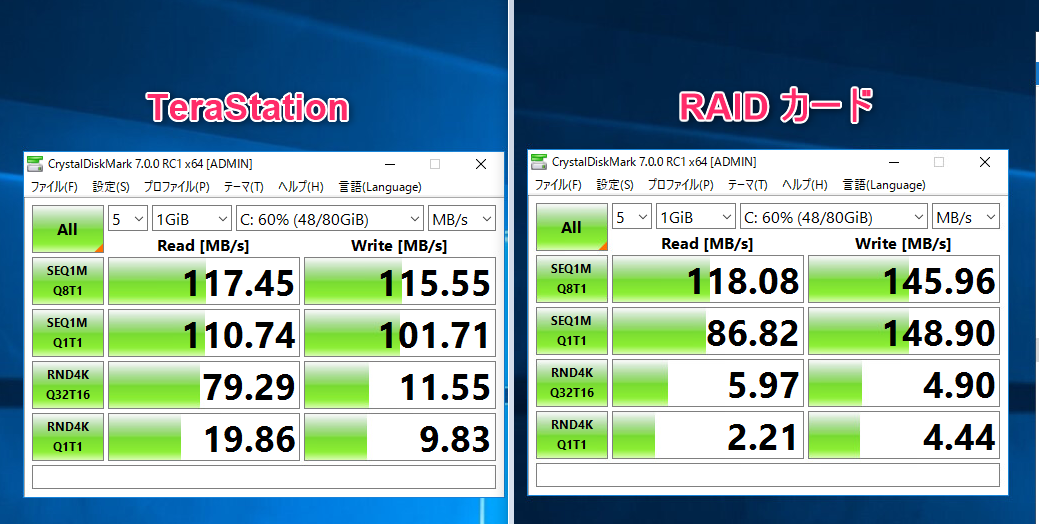 TeraStation
CrystalDiskMark 7.0.0 RC1 x64 [ADMIN]
ファイル(F) 設定(S) プロファイル(P) テーマ(T) ヘルプ(H) 言語(Language)
All 5 1GiB C: 60% (48/80GiB) MB/s
Read [MB/s] Write [MB/s]
SEQ1M
Q8T1
117.45 115.55
SEQ1M
Q1T1
110.74 101.71
RND4K
Q32T16
79.29 11.55
RND4K
Q1T1
19.86 9.83
RAID カード
CrystalDiskMark 7.0.0 RC1 x64 [ADMIN]
ファイル(F) 設定(S) プロファイル(P) テーマ(T) ヘルプ(H) 言語(Language)
All 5 1GiB C: 60% (48/80GiB) MB/s
Read [MB/s] Write [MB/s]
SEQ1M
Q8T1
118.08 145.96
SEQ1M
Q1T1
86.82 148.90
RND4K
Q32T16
5.97 4.90
RND4K
Q1T1
2.21 4.44